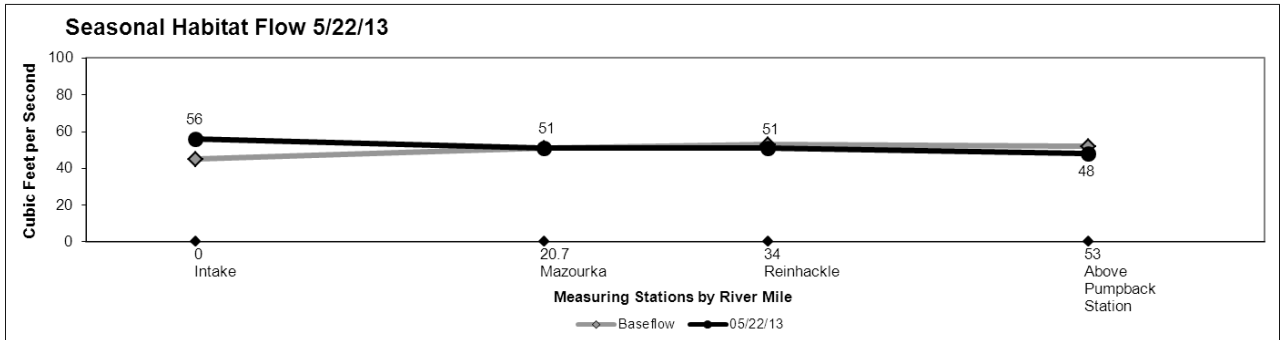 Seasonal Habitat Flow 5/22/13
Cubic Feet per Second
100
80
60
40
20
0
56
51
51
48
0
Intake
20.7
Mazourka
34
Reinhackle
53
Above
Pumpback
Station
Measuring Stations by River Mile
Baseflow
05/22/13